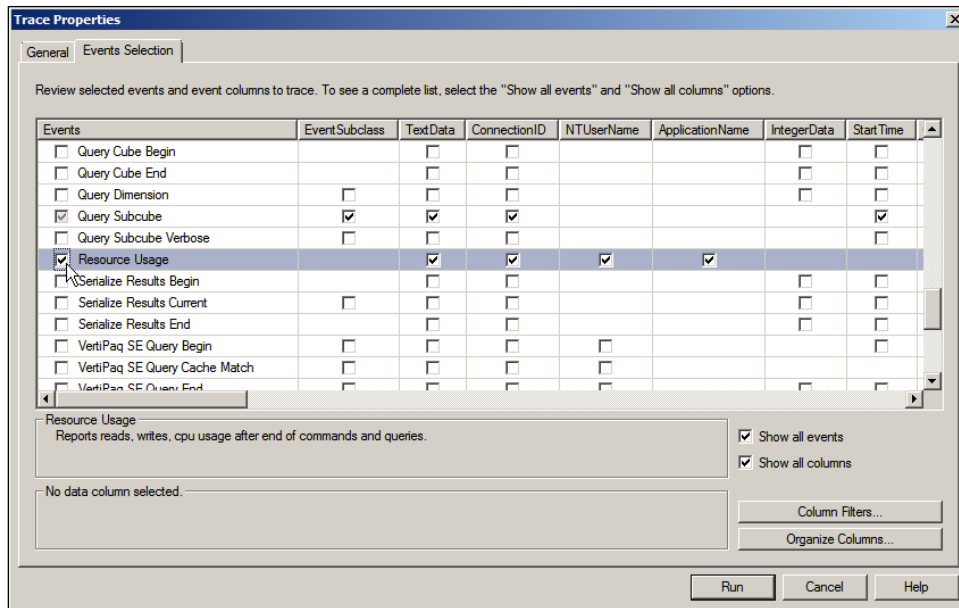 Trace Properties
General Events Selection
Review selected events and event columns to trace. To see a complete list, select the "Show all events" and "Show all columns" options.
Events EventSubclass TextData ConnectionID NTUserName ApplicationName IntegerData StartTime
Query Cube Begin
Query Cube End
Query Dimension
Query Subcube
Query Subcube Verbose
Resource Usage
Serialize Results Begin
Serialize Results Current
Serialize Results End
VertiPaq SE Query Begin
VertiPaq SE Query Cache Match
VertiPaq SE Query End
Resource Usage
Reports reads, writes, cpu usage after end of commands and queries.
Show all events
Show all columns
No data column selected.
Column Filters...
Organize Columns...
Run Cancel Help